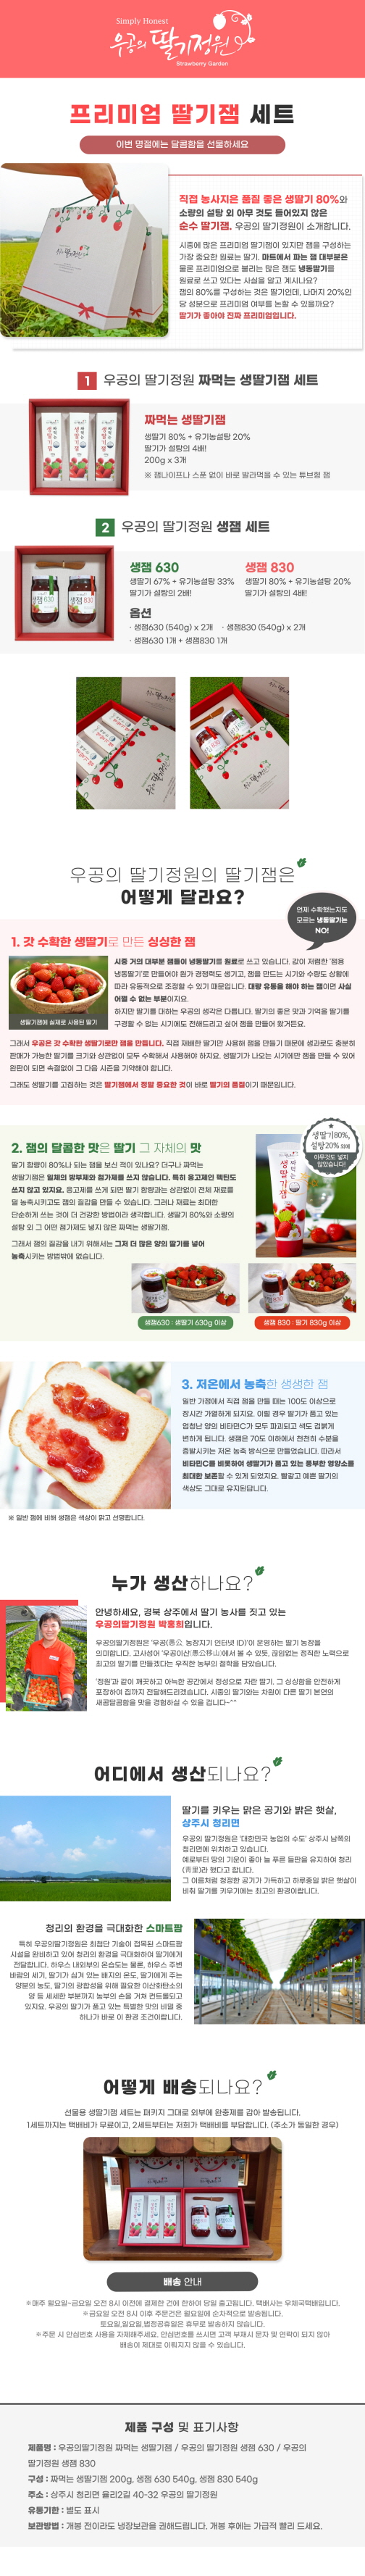 Simply Honest
우공의 딸기정원
Strawberry Garden
프리미엄 딸기잼 세트
이번 명절에는 달콤함을 선물하세요
직접 농사지은 품질 좋은 생딸기 80%와
소량의 설탕 외 아무 것도 들어있지 않은
순수 딸기잼. 우공의 딸기정원이 소개합니다.
시중에 많은 프리미엄 딸기잼이 있지만 잼을 구성하는
가장 중요한 원료는 딸기. 마트에서 파는 잼 대부분은
물론 프리미엄으로 불리는 많은 잼도 냉동딸기를
원료로 쓰고 있다는 사실을 알고 계시나요?
잼의 80%를 구성하는 것은 딸기인데, 나머지 20%인
당 성분으로 프리미엄 여부를 논할 수 있을까요?
딸기가 좋아야 진짜 프리미엄입니다.
1 우공의 딸기정원 짜먹는 생딸기잼 세트
짜먹는 생딸기잼
생딸기 80% + 유기농설탕 20%
딸기가 설탕의 4배!
200g x 3개
※ 잼나이프나 스푼 없이 바로 발라먹을 수 있는 튜브형 잼
2 우공의 딸기정원 생잼 세트
생잼 630
생딸기 67% + 유기농설탕 33%
딸기가 설탕의 2배!
생잼 830
생딸기 80% + 유기농설탕 20%
딸기가 설탕의 4배!
옵션
· 생잼630 (540g) x 2개 · 생잼830 (540g) x 2개
· 생잼630 1개 + 생잼830 1개
우공의 딸기정원의 딸기잼은
어떻게 달라요?
언제 수확했는지도
모르는 냉동딸기는
NO!
1. 갓 수확한 생딸기로 만든 싱싱한 잼
생딸기잼에 실제로 사용된 딸기
시중 거의 대부분 잼들이 냉동딸기를 원료로 쓰고 있습니다. 값이 저렴한 '잼용
냉동딸기'로 만들어야 원가 경쟁력도 생기고, 잼을 만드는 시기와 수량도 상황에
따라 유동적으로 조정할 수 있기 때문입니다. 대량 유통을 해야 하는 잼이면 사실
어쩔 수 없는 부분이지요.
하지만 딸기를 대하는 우공의 생각은 다릅니다. 딸기의 좋은 맛과 기억을 딸기를
구경할 수 없는 시기에도 전해드리고 싶어 잼을 만들어 왔거든요.
그래서 우공은 갓 수확한 생딸기로만 잼을 만듭니다. 직접 재배한 딸기만 사용해 잼을 만들기 때문에 생과로도 충분히
판매가 가능한 딸기를 크기와 상관없이 모두 수확해서 사용해야 하지요. 생딸기가 나오는 시기에만 잼을 만들 수 있어
완판이 되면 속절없이 그 다음 시즌을 기약해야 합니다.
그래도 생딸기를 고집하는 것은 딸기잼에서 정말 중요한 것이 바로 딸기의 품질이기 때문입니다.
생딸기80%,
설탕20% 외에
아무것도 넣지
않았습니다!
2. 잼의 달콤한 맛은 딸기 그 자체의 맛
딸기 함량이 80%나 되는 잼을 보신 적이 있나요? 더구나 짜먹는
생딸기잼은 일체의 방부제와 첨가제를 쓰지 않습니다. 특히 응고제인 펙틴도
쓰지 않고 있지요. 응고제를 쓰게 되면 딸기 함량과는 상관없이 전체 재료를
덜 농축시키고도 잼의 질감을 만들 수 있습니다. 그러나 재료는 최대한
단순하게 쓰는 것이 더 건강한 방법이라 생각합니다. 생딸기 80%와 소량의
설탕 외 그 어떤 첨가제도 넣지 않은 짜먹는 생딸기잼.
그래서 잼의 질감을 내기 위해서는 그저 더 많은 양의 딸기를 넣어
농축시키는 방법밖에 없습니다.
생잼630 : 생딸기 630g 이상
생잼 830 : 딸기 830g 이상
3. 저온에서 농축한 생생한 잼
일반 가정에서 직접 잼을 만들 때는 100도 이상으로
장시간 가열하게 되지요. 이럴 경우 딸기가 품고 있는
엄청난 양의 비타민C가 모두 파괴되고 색도 검붉게
변하게 됩니다. 생잼은 70도 이하에서 천천히 수분을
증발시키는 저온 농축 방식으로 만들었습니다. 따라서
비타민C를 비롯하여 생딸기가 품고 있는 풍부한 영양소를
최대한 보존할 수 있게 되었지요. 빨갛고 예쁜 딸기의
색상도 그대로 유지된답니다.
※ 일반 잼에 비해 생잼은 색상이 맑고 선명합니다.
누가 생산하나요?
안녕하세요, 경북 상주에서 딸기 농사를 짓고 있는
우공의딸기정원 박홍희입니다.
우공의딸기정원은 '우공(愚公, 농장지기 인터넷 ID)'이 운영하는 딸기 농장을
의미합니다. 고사성어 '우공이산(愚公移山)'에서 볼 수 있듯, 끊임없는 정직한 노력으로
최고의 딸기를 만들겠다는 우직한 농부의 철학을 담았습니다.
'정원'과 같이 깨끗하고 아늑한 공간에서 정성으로 자란 딸기. 그 싱싱함을 안전하게
포장하여 집까지 전달해드리겠습니다. 시중의 딸기와는 차원이 다른 딸기 본연의
새콤달콤함을 맛을 경험하실 수 있을 겁니다~^^
어디에서 생산되나요?
딸기를 키우는 맑은 공기와 밝은 햇살,
상주시 청리면
우공의 딸기정원은 '대한민국 농업의 수도' 상주시 남쪽의
청리면에 위치하고 있습니다.
예로부터 땅의 기운이 좋아 늘 푸른 들판을 유지하여 청리
(靑里)라 했다고 합니다.
그 이름처럼 청정한 공기가 가득하고 하루종일 밝은 햇살이
비춰 딸기를 키우기에는 최고의 환경이랍니다.
청리의 환경을 극대화한 스마트팜
특히 우공의딸기정원은 최첨단 기술이 접목된 스마트팜
시설을 완비하고 있어 청리의 환경을 극대화하여 딸기에게
전달합니다. 하우스 내외부의 온습도는 물론, 하우스 주변
바람의 세기, 딸기가 심겨 있는 배지의 온도, 딸기에게 주는
양분의 농도, 딸기의 광합성을 위해 필요한 이산화탄소의
양 등 세세한 부분까지 농부의 손을 거쳐 컨트롤되고
있지요. 우공의 딸기가 품고 있는 특별한 맛의 비밀 중
하나가 바로 이 환경 조건이랍니다.
어떻게 배송되나요?
선물용 생딸기잼 세트는 패키지 그대로 외부에 완충제를 감아 발송됩니다.
1세트까지는 택배비가 무료이고, 2세트부터는 저희가 택배비를 부담합니다. (주소가 동일한 경우)
배송 안내
※매주 월요일~금요일 오전 8시 이전에 결제한 건에 한하여 당일 출고됩니다. 택배사는 우체국택배입니다.
※금요일 오전 8시 이후 주문건은 월요일에 순차적으로 발송됩니다.
토요일,일요일,법정공휴일은 휴무로 발송하지 않습니다.
※주문 시 안심번호 사용을 자제해주세요. 안심번호를 쓰시면 고객 부재시 문자 및 연락이 되지 않아
배송이 제대로 이뤄지지 않을 수 있습니다.
제품 구성 및 표기사항
제품명 : 우공의딸기정원 짜먹는 생딸기잼 / 우공의 딸기정원 생잼 630 / 우공의
딸기정원 생잼 830
구성 : 짜먹는 생딸기잼 200g, 생잼 630 540g, 생잼 830 540g
주소 : 상주시 청리면 율리2길 40-32 우공의 딸기정원
유통기한 : 별도 표시
보관방법 : 개봉 전이라도 냉장보관을 권해드립니다. 개봉 후에는 가급적 빨리 드세요.